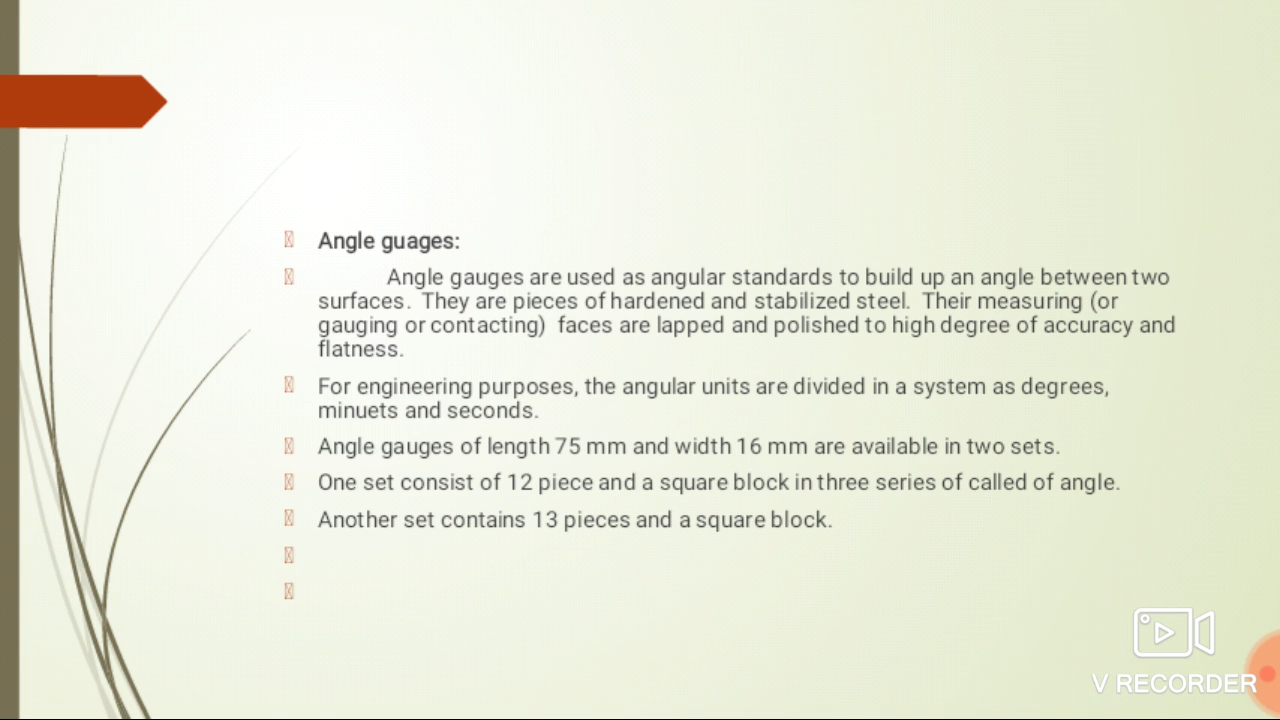 Angle guages:
Angle gauges are used as angular standards to build up an angle between two
surfaces. They are pieces of hardened and stabilized steel. Their measuring (or
gauging or contacting) faces are lapped and polished to high degree of accuracy and
flatness.
For engineering purposes, the angular units are divided in a system as degrees,
minuets and seconds.
Angle gauges of length 75 mm and width 16 mm are available in two sets.
One set consist of 12 piece and a square block in three series of called of angle.
Another set contains 13 pieces and a square block.
V RECORDER